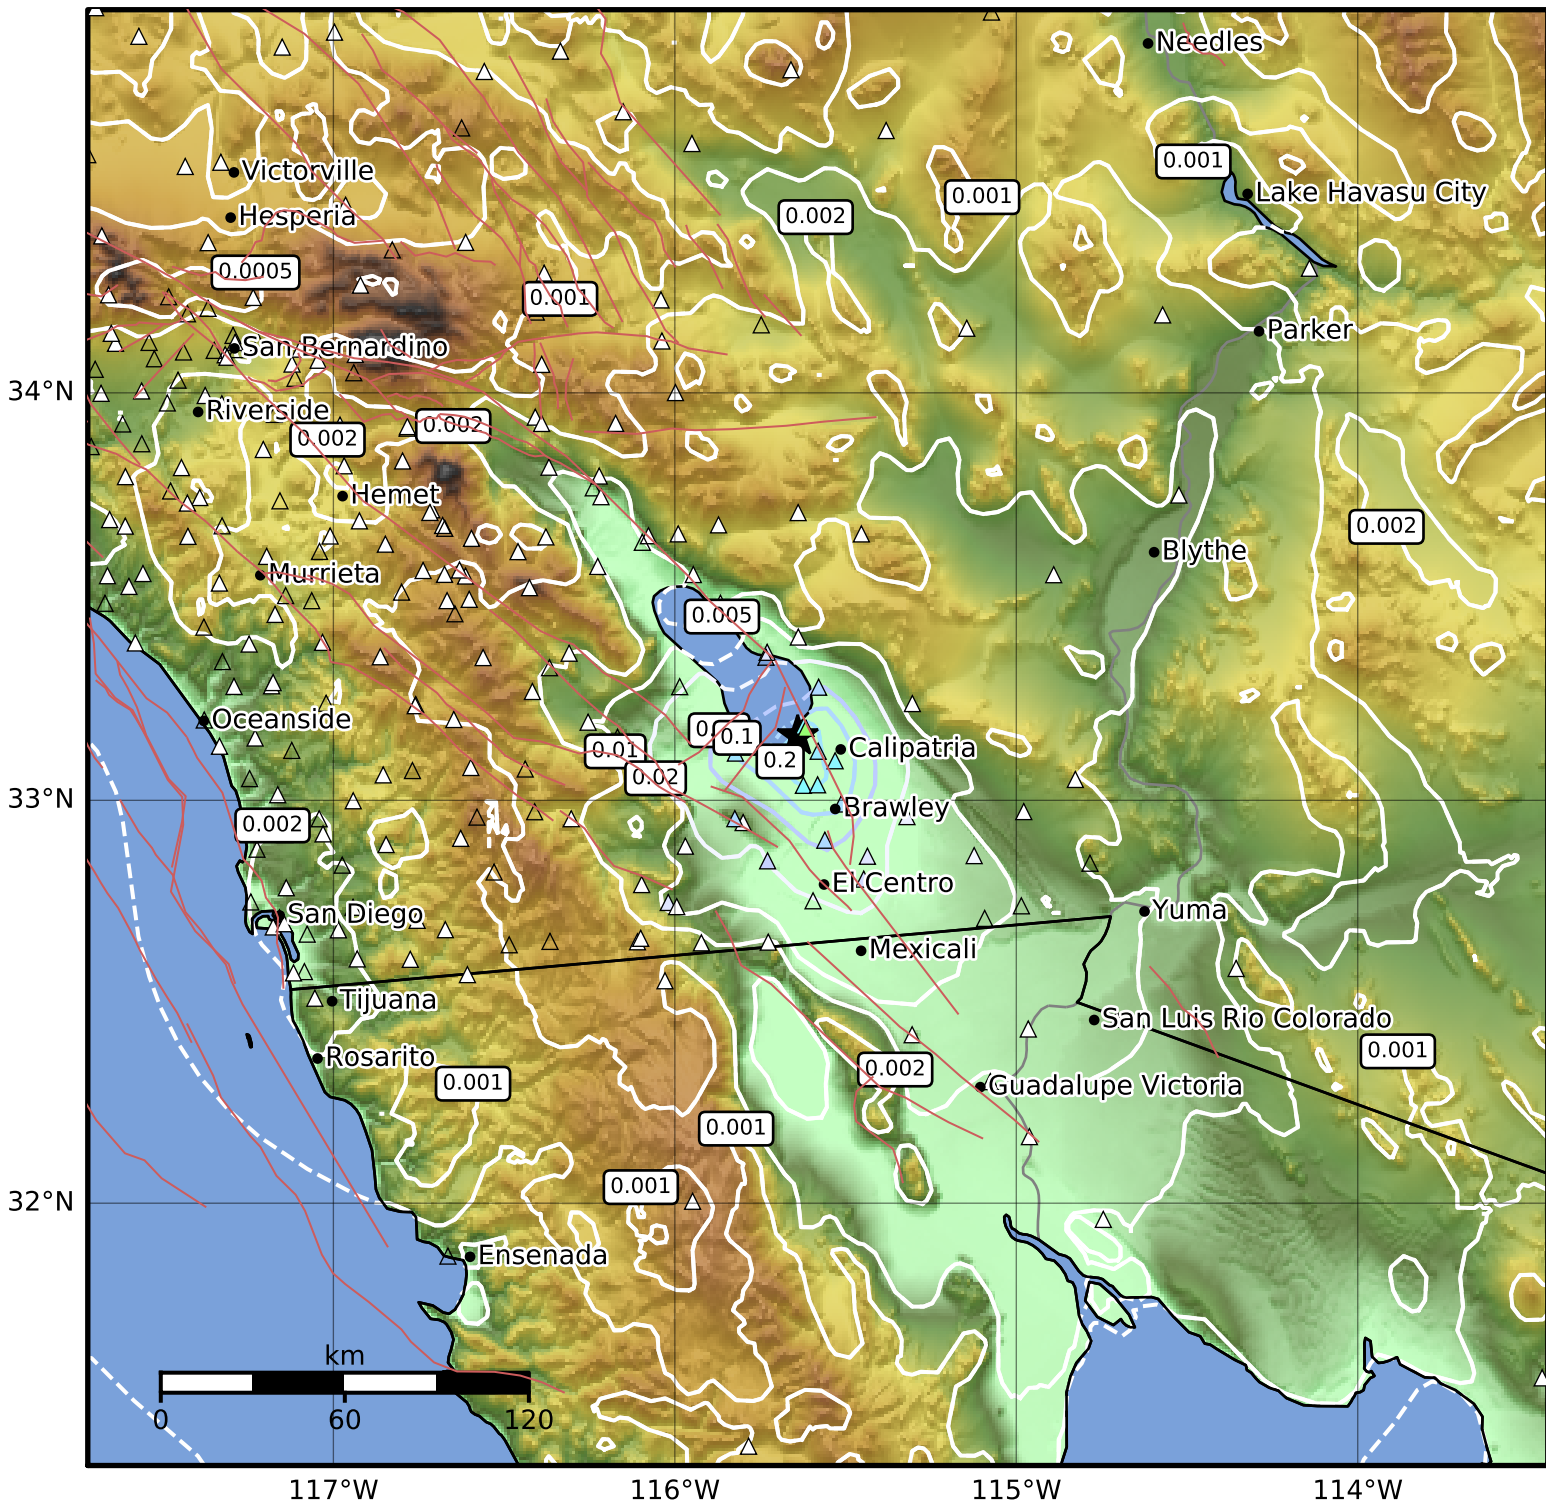 Needles
0.001
Victorville
0.001
Lake Havasu City
Hesperia
0.002
0.0005
0.001
Parker
San Bernardino
34°N
Riverside
0.002
0.002
Hemet
0.002
Blythe
Murrieta
0.005
Oceanside
0.1
0.01
Calipatria
0.2
0.02
33°N
Brawley
0.002
El Centro
San Diego
Yuma
Mexicali
Tijuana
San Luis Rio Colorado
Rosarito
0.001
0.002
0.001
Guadalupe Victoria
0.001
0.001
32°N
Ensenada
km
0 60 120
117°W 116°W 115°W 114°W